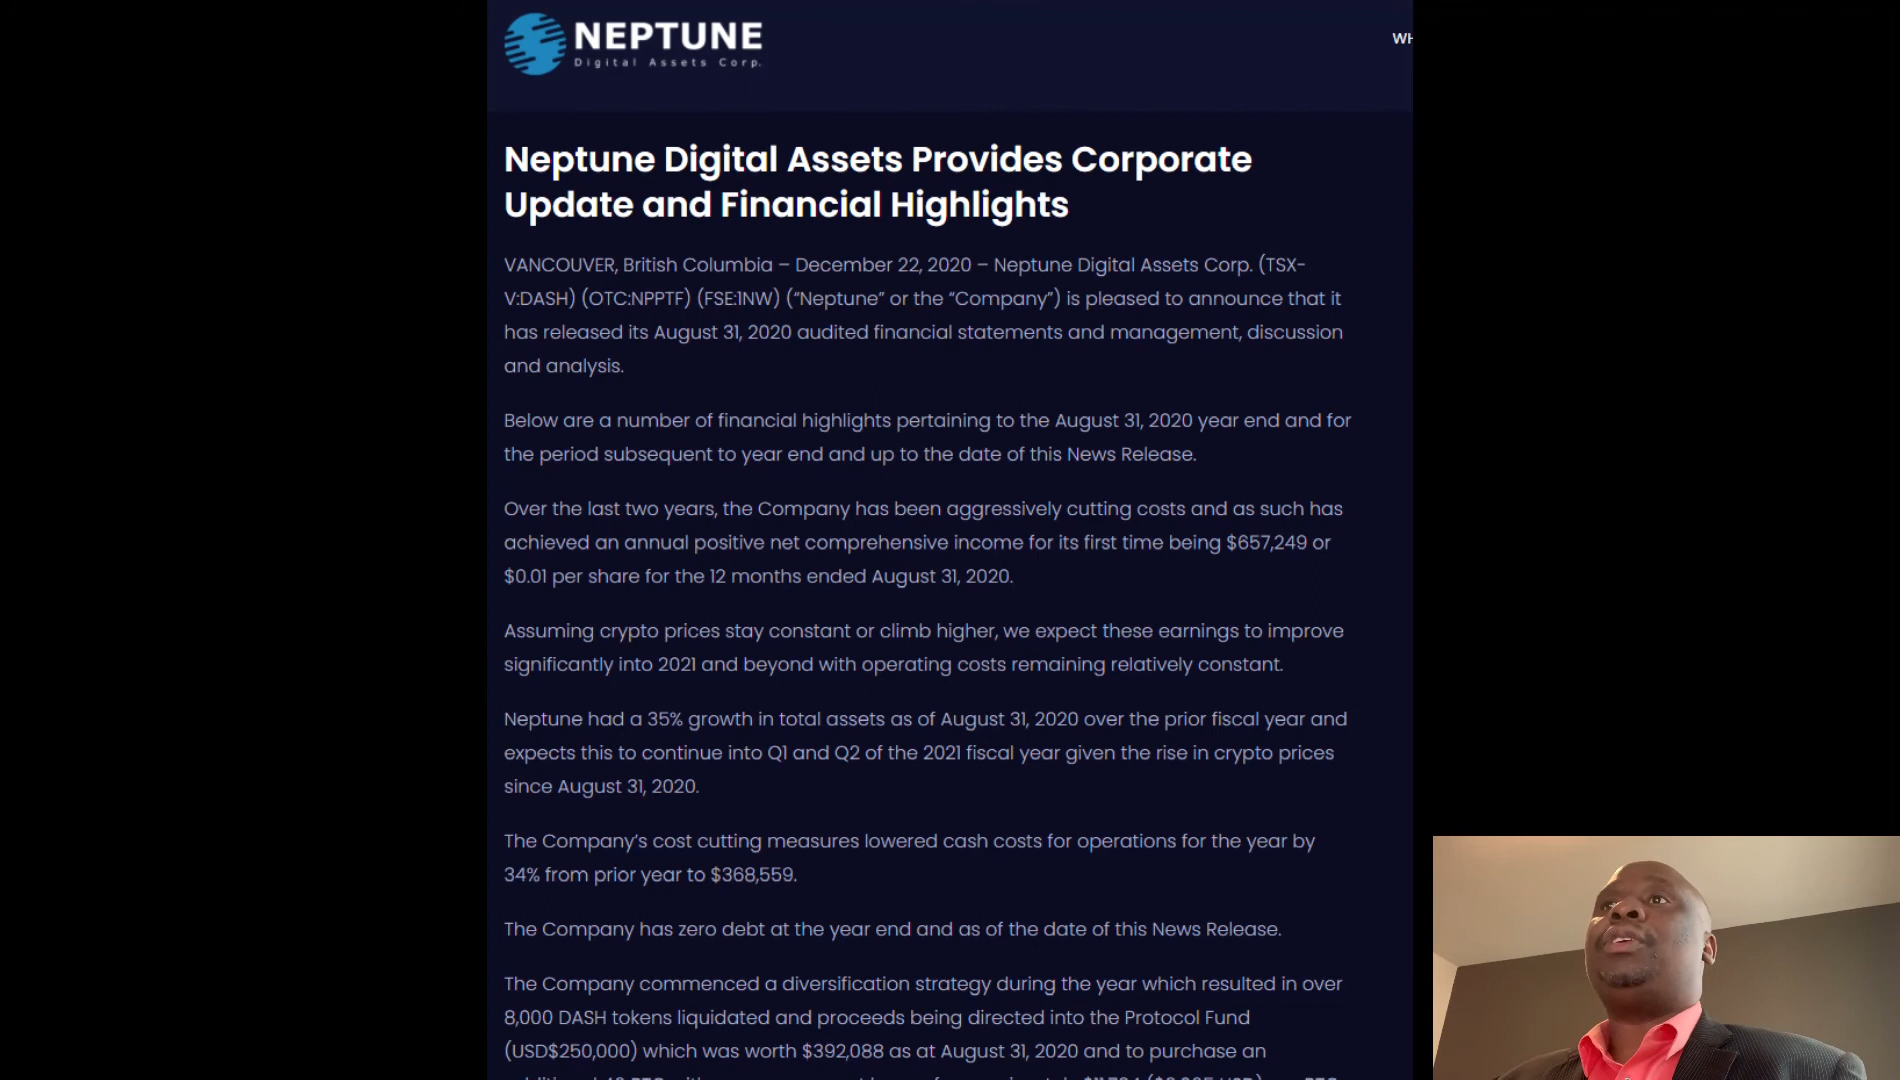 NEPTUNE
Digital Assets Corp.
WH
Neptune Digital Assets Provides Corporate
Update and Financial Highlights
VANCOUVER, British Columbia – December 22, 2020 – Neptune Digital Assets Corp. (TSX-
V:DASH) (OTC:NPPTF) (FSE:1NW) (“Neptune” or the “Company”) is pleased to announce that it
has released its August 31, 2020 audited financial statements and management, discussion
and analysis.
Below are a number of financial highlights pertaining to the August 31, 2020 year end and for
the period subsequent to year end and up to the date of this News Release.
Over the last two years, the Company has been aggressively cutting costs and as such has
achieved an annual positive net comprehensive income for its first time being $657,249 or
$0.01 per share for the 12 months ended August 31, 2020.
Assuming crypto prices stay constant or climb higher, we expect these earnings to improve
significantly into 2021 and beyond with operating costs remaining relatively constant.
Neptune had a 35% growth in total assets as of August 31, 2020 over the prior fiscal year and
expects this to continue into Q1 and Q2 of the 2021 fiscal year given the rise in crypto prices
since August 31, 2020.
The Company’s cost cutting measures lowered cash costs for operations for the year by
34% from prior year to $368,559.
The Company has zero debt at the year end and as of the date of this News Release.
The Company commenced a diversification strategy during the year which resulted in over
8,000 DASH tokens liquidated and proceeds being directed into the Protocol Fund
(USD$250,000) which was worth $392,088 as at August 31, 2020 and to purchase an